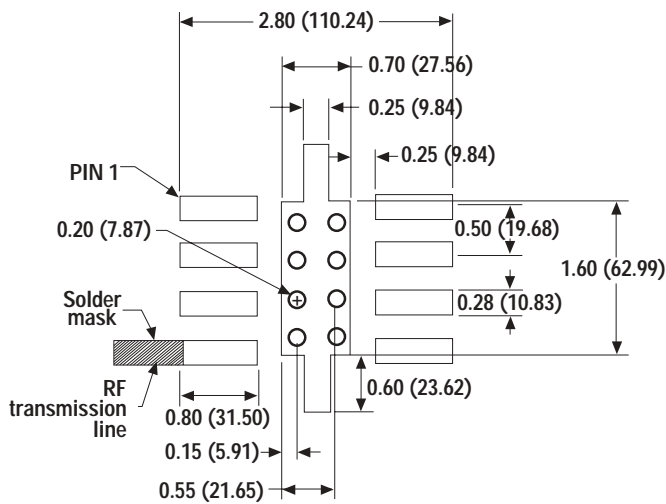 2.80 (110.24)
0.70 (27.56)
0.25 (9.84)
0.25 (9.84)
PIN 1
0.20 (7.87)
0.50 (19.68)
1.60 (62.99)
0.28 (10.83)
Solder
mask
RF
transmission
line
0.60 (23.62)
0.80 (31.50)
0.15 (5.91)
0.55 (21.65)